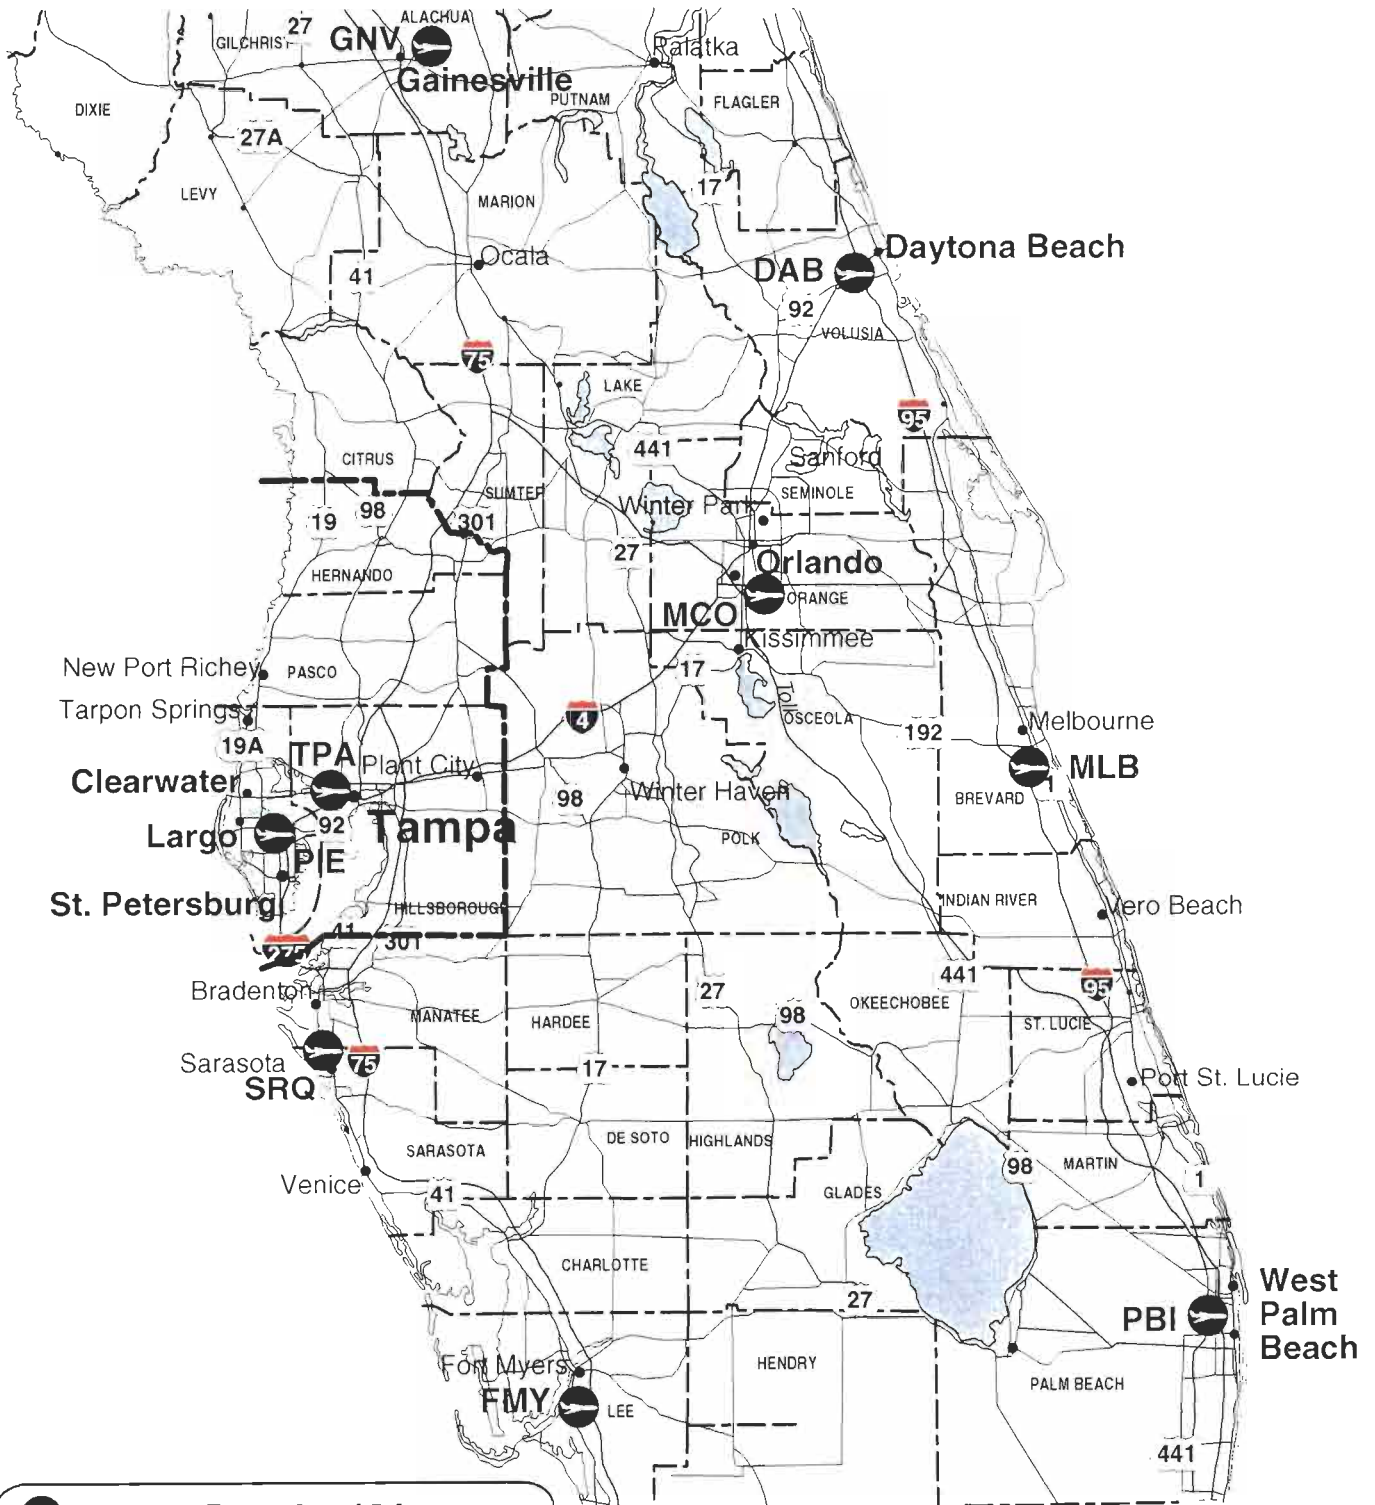 ALACHUA
27
GILCHRIST
GNV
Gainesville
Palatka
DIXIE
PUTNAM
FLAGLER
27A
LEVY
MARION
17
Ocala
41
Daytona Beach
DAB
92
VOLUSIA
75
LAKE
95
441
CITRUS
Sanford
SUMTER
SEMINOLE
Winter Park
19
98
301
27
Orlando
HERNANDO
ORANGE
MCO
Kissimmee
New Port Richey
PASCO
17
Toll
Tarpon Springs
4
OSCEOLA
192
Melbourne
19A
TPA
Plant City
MLB
Clearwater
98
Winter Haven
BREVARD
92
Tampa
Largo
POLK
PIE
St. Petersburg
HILLSBOROUGH
INDIAN RIVER
Vero Beach
41
301
275
441
95
Bradenton
27
98
OKEECHOBEE
MANATEE
HARDEE
ST. LUCIE
Sarasota
75
17
SRQ
Port St. Lucie
DE SOTO
HIGHLANDS
SARASOTA
98
MARTIN
1
Venice
41
GLADES
CHARLOTTE
27
West
Palm
Beach
PBI
Fort Myers
HENDRY
PALM BEACH
FMY
LEE
441